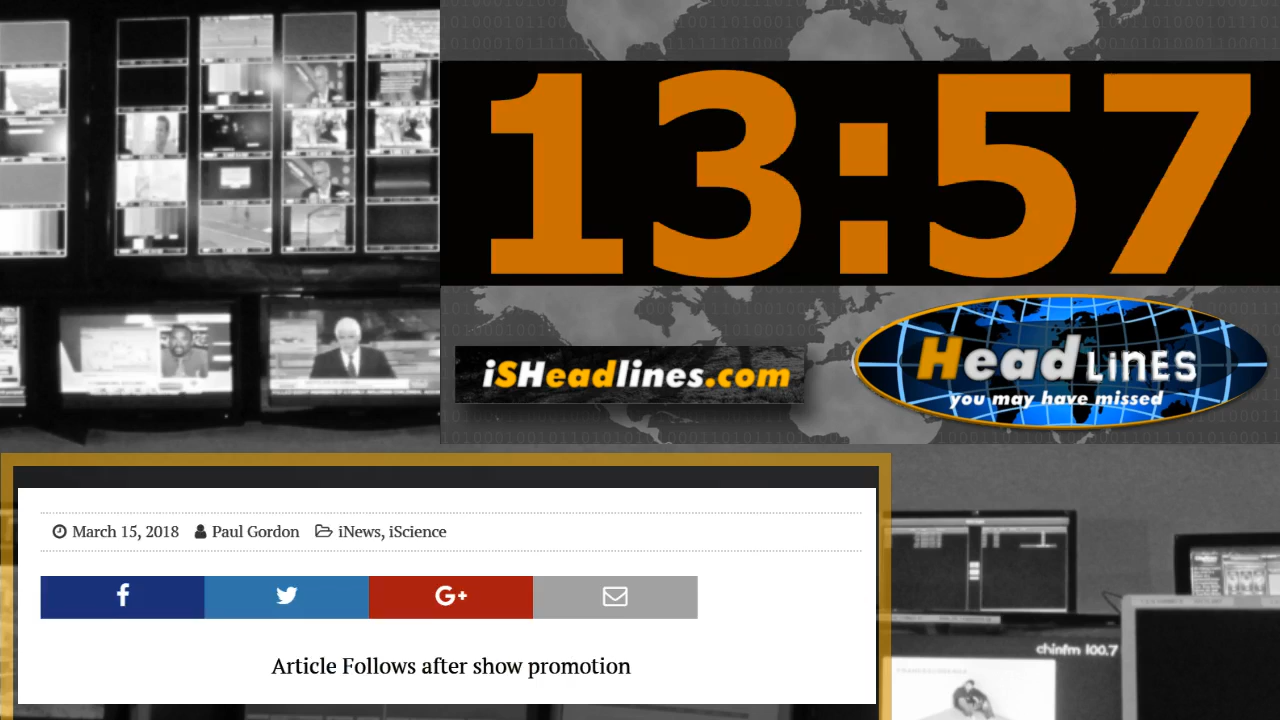 13:57
iSHeadlines.com
HeadLINES
you may have missed
March 15, 2018 Paul Gordon iNews, iScience
G+
Article Follows after show promotion
chinfm 100.7